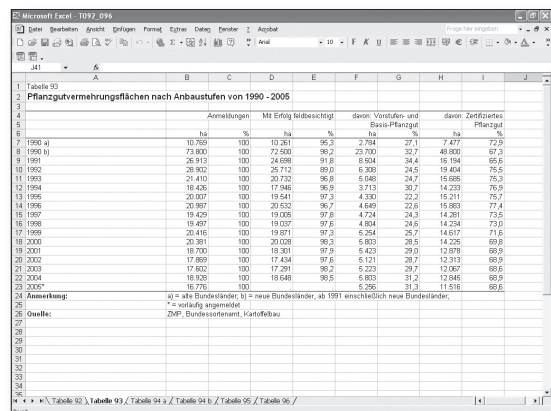 Microsoft Excel - T092_096
Datei Bearbeiten Ansicht Einfügen Format Extras Daten Fenster ? Acrobat Frage hier eingeben
Arial 10 F K U
J41 fx
A B C D E F G H I J
1 Tabelle 93
2 Pflanzgutvermehrungsflächen nach Anbaustufen von 1990 - 2005
3
4 Anmeldungen Mit Erfolg feldbesichtigt davon: Vorstufen- und davon: Zertifiziertes
5 Basis-Pflanzgut Pflanzgut
6 ha % ha % ha % ha %
7 1990 a) 10.769 100 10.261 95,3 2.784 27,1 7.477 72,9
8 1990 b) 73.800 100 72.500 98,2 23.700 32,7 48.800 67,3
9 1991 26.913 100 24.698 91,8 8.504 34,4 16.194 65,6
10 1992 28.902 100 25.712 89,0 6.308 24,5 19.404 75,5
11 1993 21.410 100 20.732 96,8 5.048 24,7 15.685 75,3
12 1994 18.426 100 17.946 96,9 3.713 30,7 14.233 76,9
13 1995 20.007 100 19.541 97,3 4.330 22,2 15.211 75,7
14 1996 20.987 100 20.532 96,7 4.649 22,6 15.883 77,4
15 1997 19.429 100 19.005 97,8 4.724 24,3 14.281 73,5
16 1998 19.497 100 19.037 97,6 4.804 24,6 14.234 73,0
17 1999 20.416 100 19.871 97,3 5.254 25,7 14.617 71,6
18 2000 20.381 100 20.028 98,3 5.803 28,5 14.225 69,8
19 2001 18.700 100 18.301 97,9 5.423 29,0 12.878 68,9
20 2002 17.869 100 17.434 97,6 5.121 28,7 12.313 68,9
21 2003 17.602 100 17.291 98,2 5.223 29,7 12.067 68,6
22 2004 18.928 100 18.648 98,5 5.803 31,2 12.845 68,9
23 2005* 16.776 100 5.256 31,3 11.516 68,6
24 Anmerkung: a) = alte Bundesländer; b) = neue Bundesländer, ab 1991 einschließlich neue Bundesländer;
25 * = vorläufig angemeldet
26 Quelle: ZMP, Bundessortenamt, Kartoffelbau
27
28
29
30
31
32
33
34
35
Tabelle 92 Tabelle 93 Tabelle 94 a Tabelle 94 b Tabelle 95 Tabelle 96